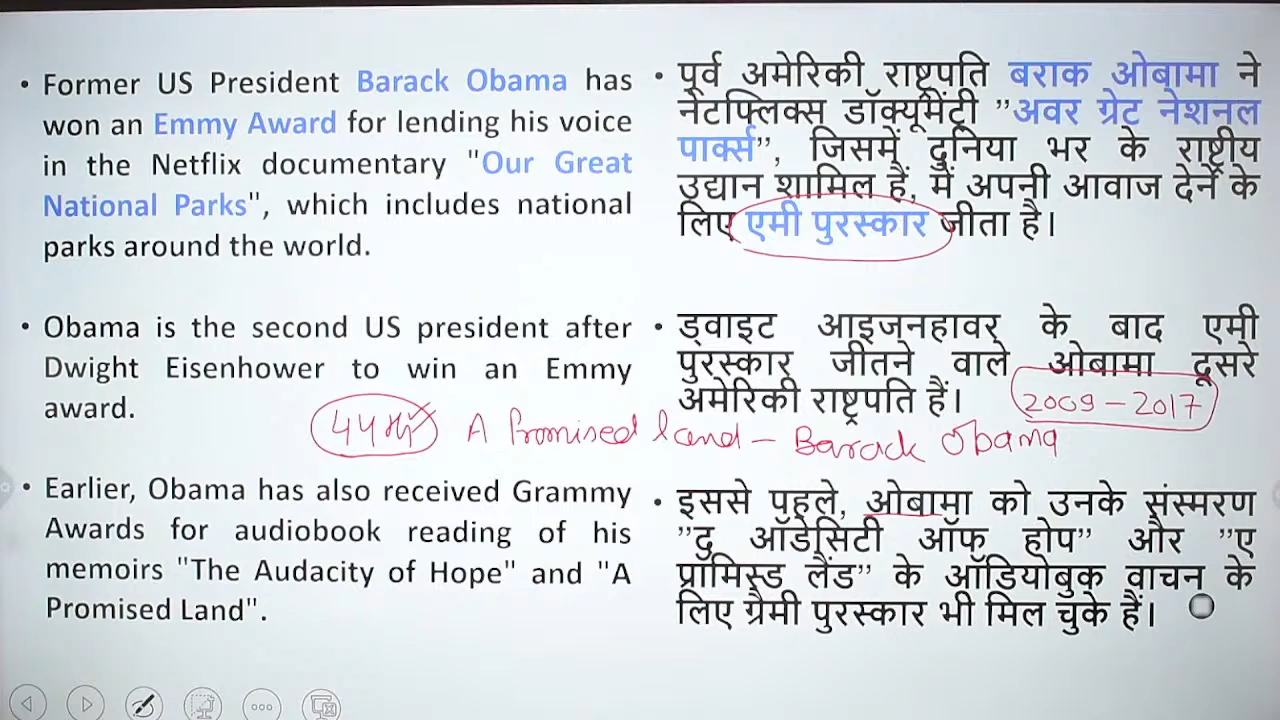 • Former US President Barack Obama has
won an Emmy Award for lending his voice
in the Netflix documentary "Our Great
National Parks", which includes national
parks around the world.
• Obama is the second US president after
Dwight Eisenhower to win an Emmy
award.
• Earlier, Obama has also received Grammy
Awards for audiobook reading of his
memoirs "The Audacity of Hope" and "A
Promised Land".
• पूर्व अमेरिकी राष्ट्रपति बराक ओबामा ने
नेटफ्लिक्स डॉक्यूमेंट्री ”अवर ग्रेट नेशनल
पार्क्स”, जिसमें दुनिया भर के राष्ट्रीय
उद्यान शामिल हैं, में अपनी आवाज देने के
लिए एमी पुरस्कार जीता है।
• ड्वाइट आइजनहावर के बाद एमी
पुरस्कार जीतने वाले ओबामा दूसरे
अमेरिकी राष्ट्रपति हैं।
2009 - 2017
44वें A Promised land - Barack Obama
• इससे पहले, ओबामा को उनके संस्मरण
”दु ऑडेसिटी ऑफ होप” और ”ए
प्रॉमिस्ड लैंड” के ऑडियोबुक वाचन के
लिए ग्रैमी पुरस्कार भी मिल चुके हैं।